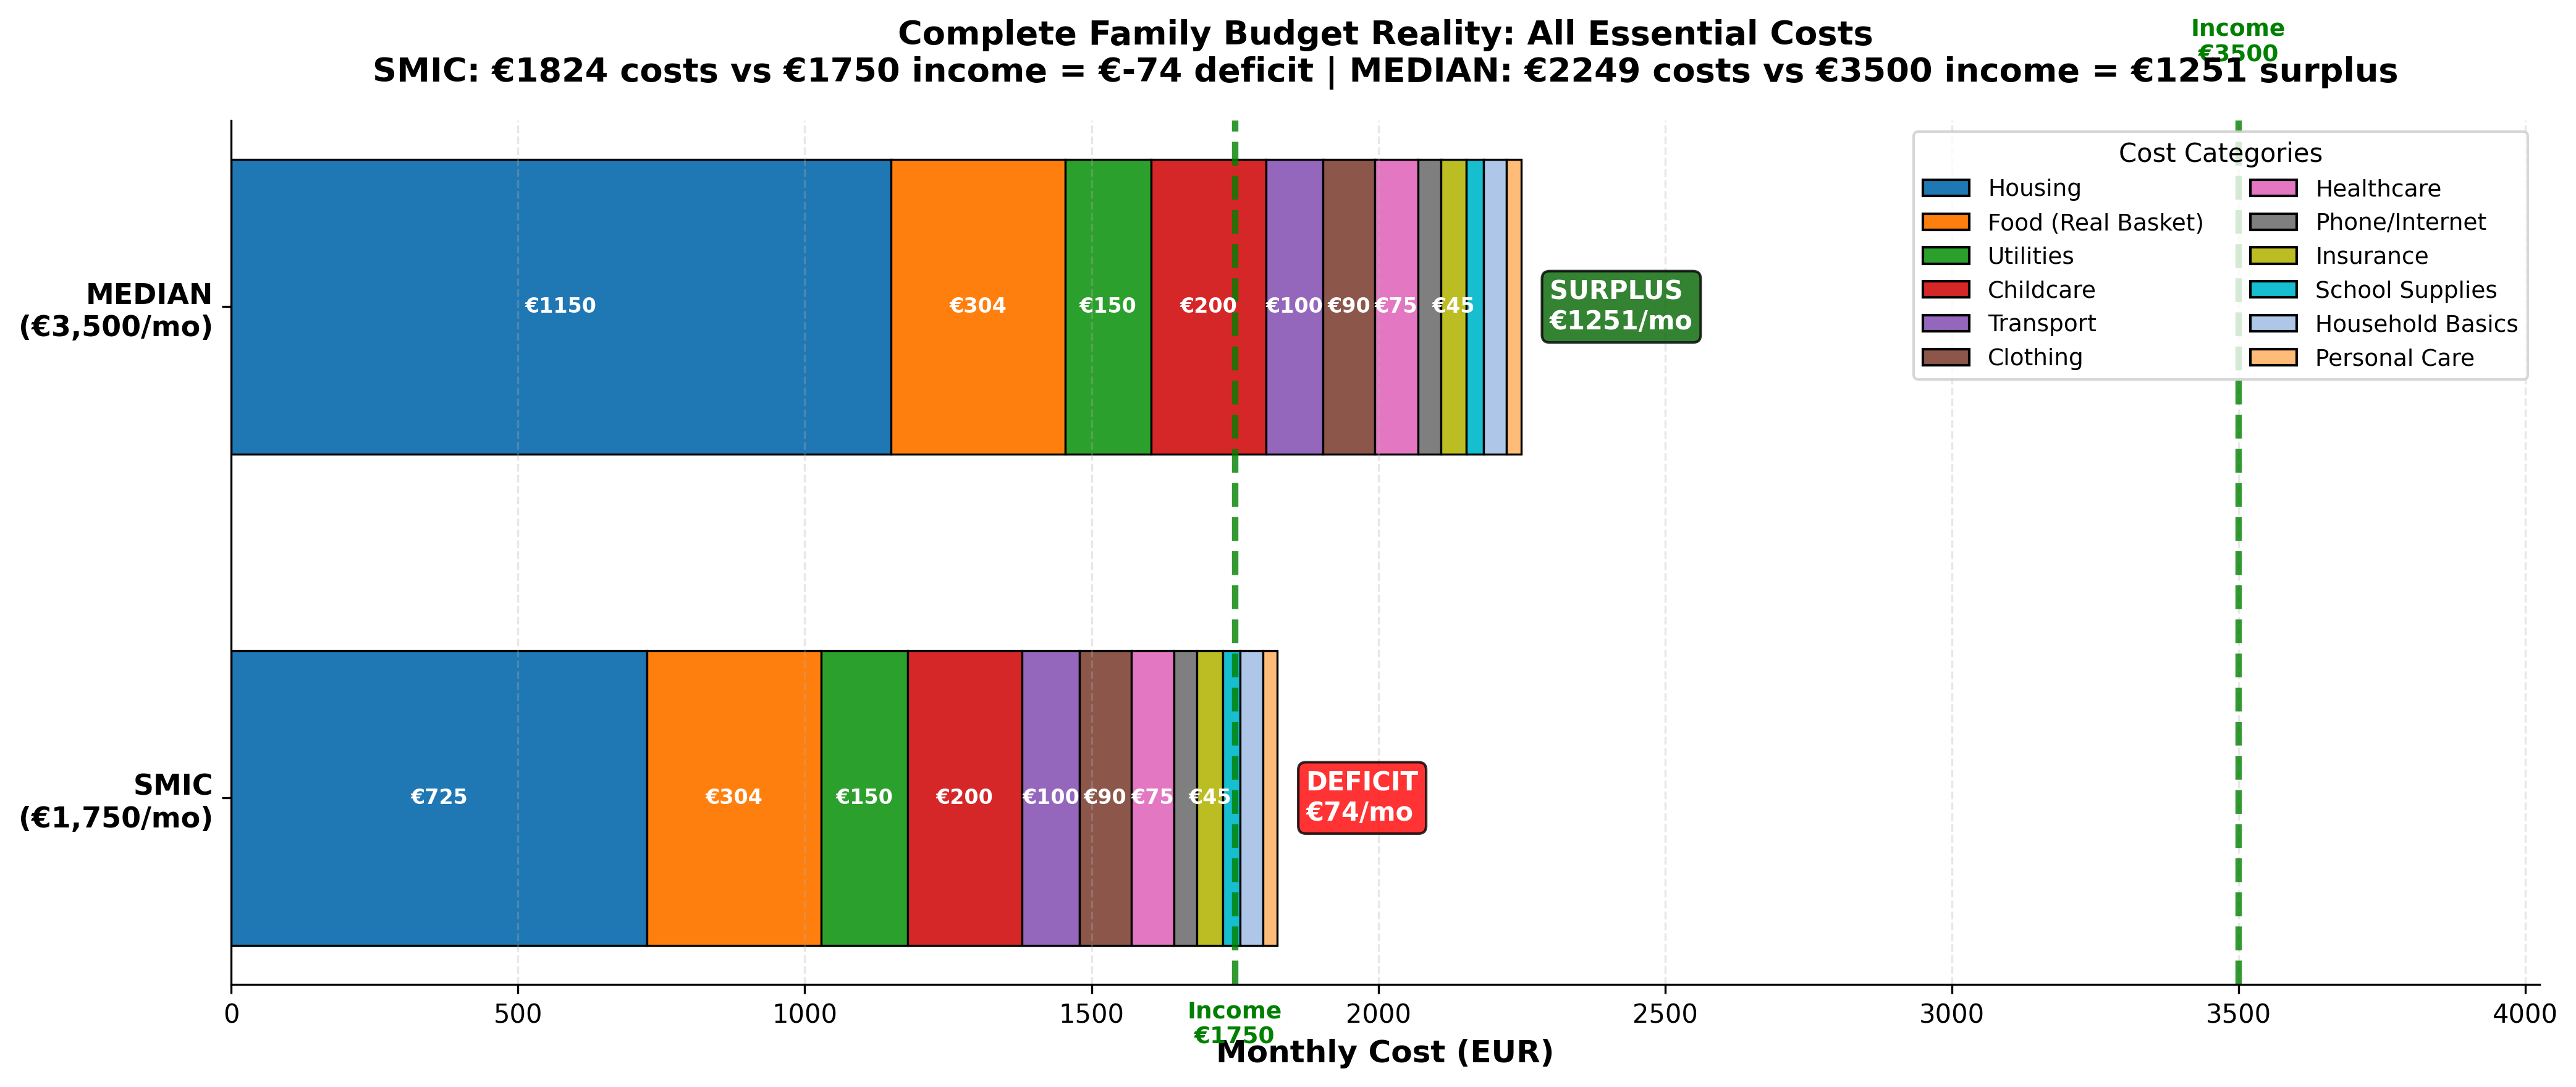 Complete Family Budget Reality: All Essential Costs
SMIC: €1824 costs vs €1750 income = €-74 deficit | MEDIAN: €2249 costs vs €3500 income = €1251 surplus
Income
€3500
Cost Categories
Housing
Food (Real Basket)
Utilities
Childcare
Transport
Clothing
Healthcare
Phone/Internet
Insurance
School Supplies
Household Basics
Personal Care
MEDIAN
(€3,500/mo)
€1150 €304 €150 €200 €100 €90 €75 €45
SURPLUS
€1251/mo
SMIC
(€1,750/mo)
€725 €304 €150 €200 €100 €90 €75 €45
DEFICIT
€74/mo
0 500 1000 1500 2000 2500 3000 3500 4000
Income
€1750
Monthly Cost (EUR)